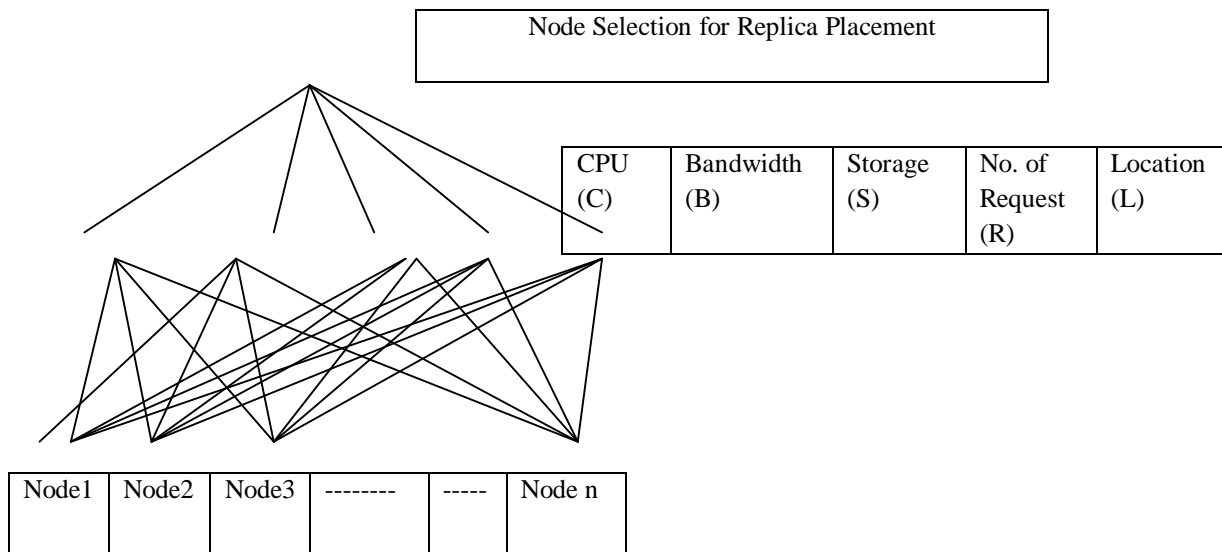 Node Selection for Replica Placement
CPU (C)
Bandwidth (B)
Storage (S)
No. of Request (R)
Location (L)
Node1
Node2
Node3
--------
-----
Node n